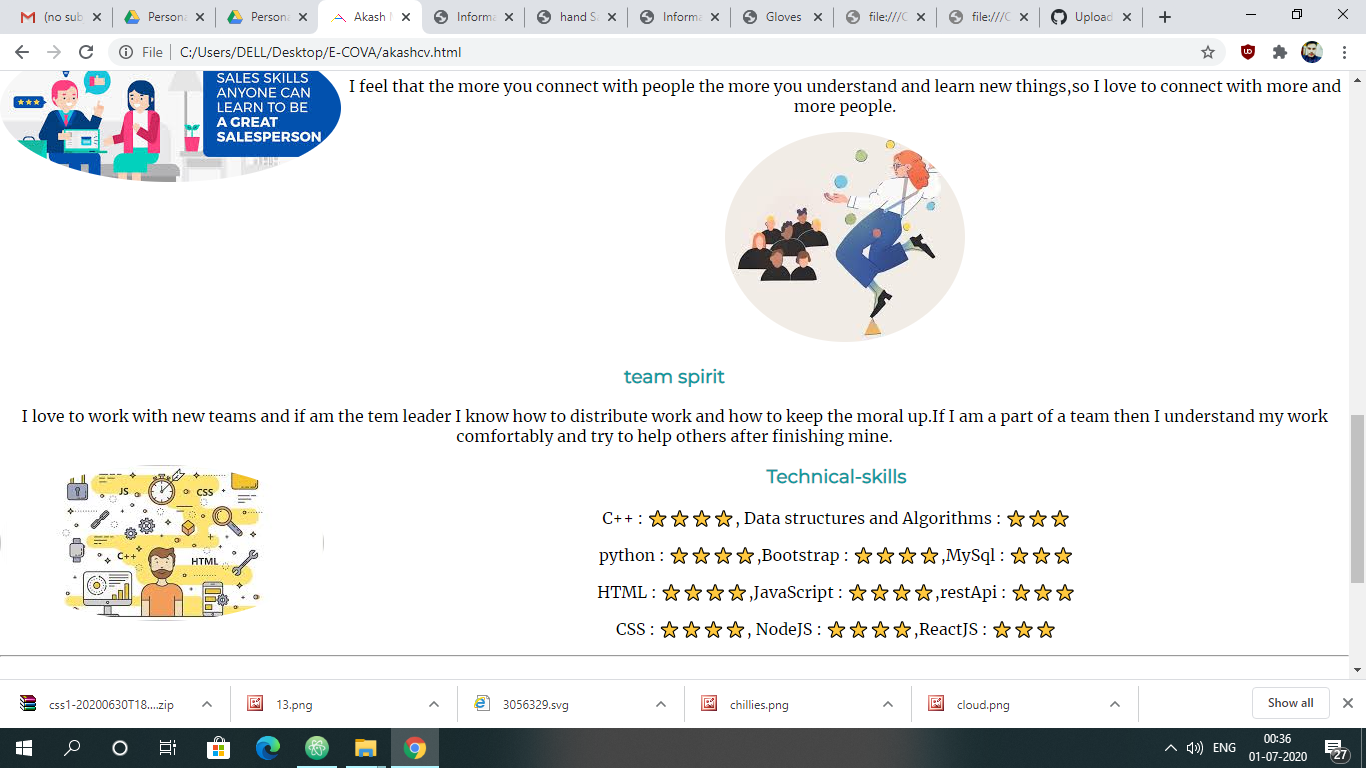 (no sub
Persona
Persona
Akash N
Informa
hand Sa
Informa
Gloves
file:///C
file:///C
Upload
File
C:/Users/DELL/Desktop/E-COVA/akashcv.html
SALES SKILLS
ANYONE CAN
LEARN TO BE
A GREAT
SALESPERSON
I feel that the more you connect with people the more you understand and learn new things,so I love to connect with more and
more people.
team spirit
I love to work with new teams and if am the tem leader I know how to distribute work and how to keep the moral up.If I am a part of a team then I understand my work
comfortably and try to help others after finishing mine.
JS
CSS
C++
HTML
Technical-skills
C++ : ⭐⭐⭐⭐, Data structures and Algorithms : ⭐⭐⭐
python : ⭐⭐⭐⭐,Bootstrap : ⭐⭐⭐⭐,MySql : ⭐⭐⭐
HTML : ⭐⭐⭐⭐,JavaScript : ⭐⭐⭐⭐,restApi : ⭐⭐⭐
CSS : ⭐⭐⭐⭐, NodeJS : ⭐⭐⭐⭐,ReactJS : ⭐⭐⭐
css1-20200630T18....zip
13.png
3056329.svg
chillies.png
cloud.png
Show all
ENG
00:36
01-07-2020
27